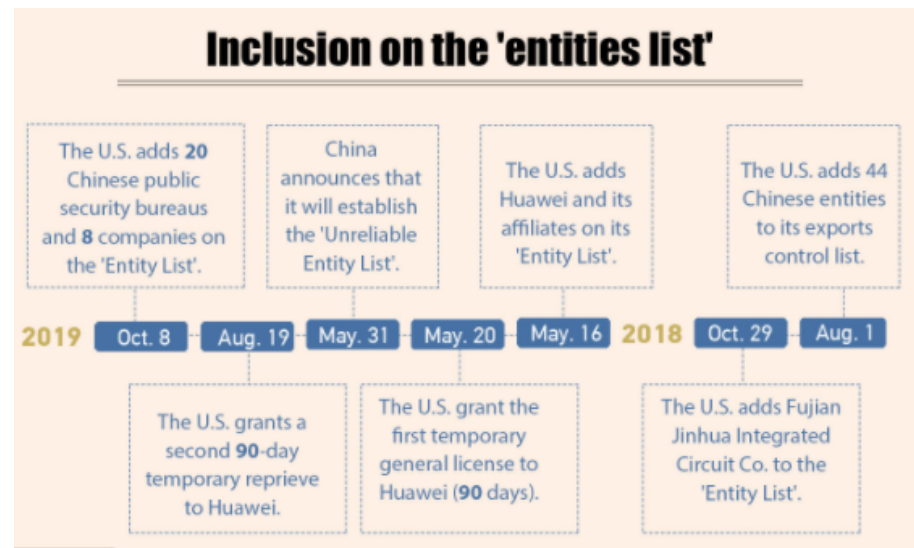 Inclusion on the 'entities list'
The U.S. adds 20
Chinese public
security bureaus
and 8 companies on
the 'Entity List'.
China
announces that
it will establish
the 'Unreliable
Entity List'.
The U.S. adds
Huawei and its
affiliates on its
'Entity List'.
The U.S. adds 44
Chinese entities
to its exports
control list.
2019 Oct. 8 Aug. 19 May. 31 May. 20 May. 16 2018 Oct. 29 Aug. 1
The U.S. grants a
second 90-day
temporary reprieve
to Huawei.
The U.S. grant the
first temporary
general license to
Huawei (90 days).
The U.S. adds Fujian
Jinhua Integrated
Circuit Co. to the
'Entity List'.